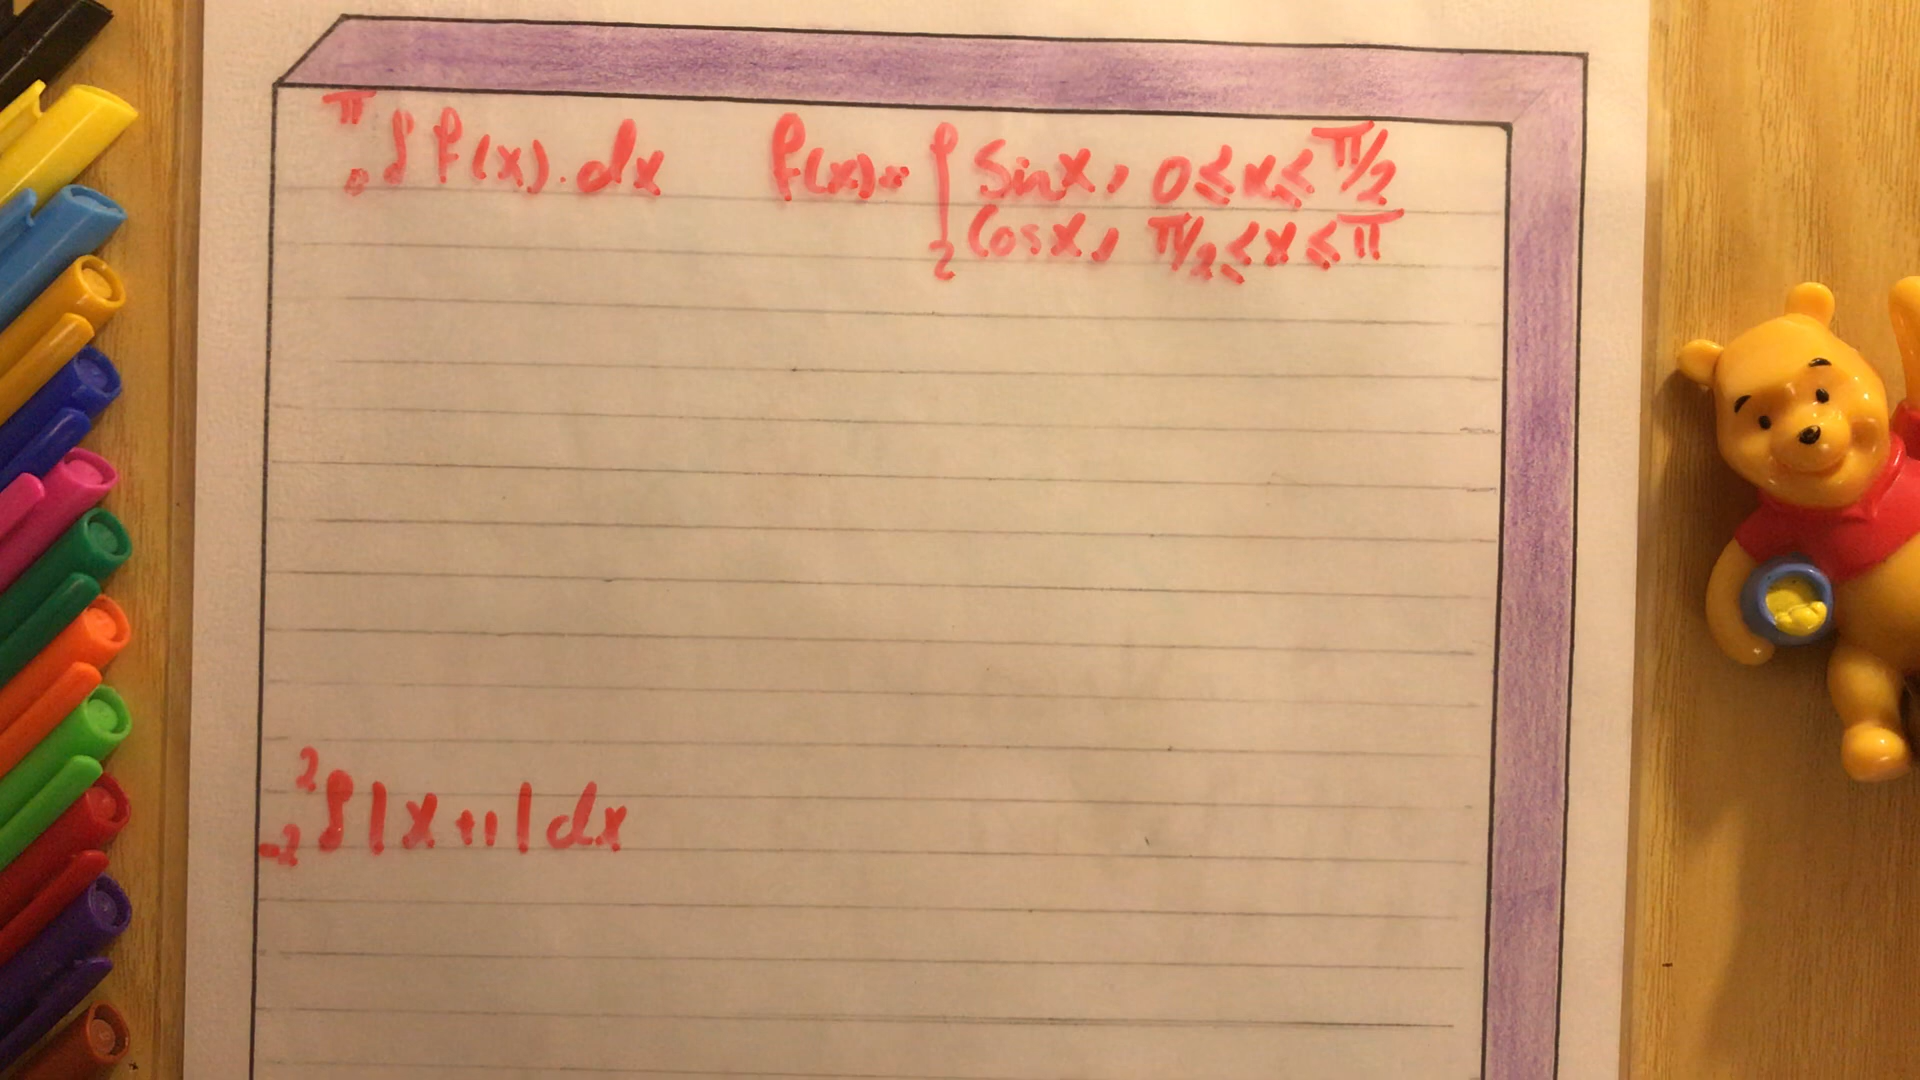 π
0∫f(x).dx f(x)= { sinx, 0≤x≤π/2
cosx, π/2≤x≤π
2
-2∫|x+1|dx